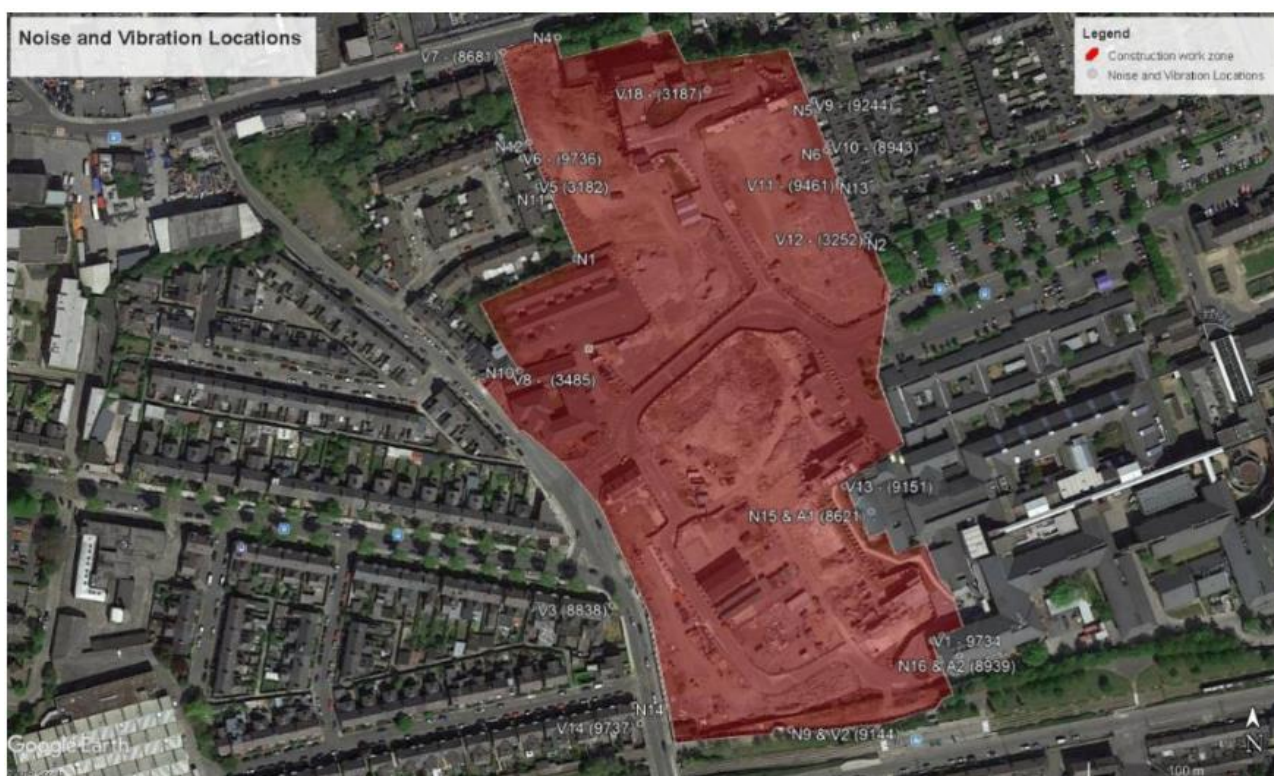 Noise and Vibration Locations
Legend
Construction work zone
Noise and Vibration Locations
N4
V7 - (8681)
V18 - (3187)
V9 - (9244)
N5
N12
V6 - (9736)
V10 - (8943)
N6
V5 (3182)
N11
V11 - (9461)
N13
V12 - (3252)
N2
N1
N10
V8 - (3485)
V13 - (9151)
N15 & A1 (8621)
V3 (8838)
V1 - 9734
N16 & A2 (8939)
N14
V14 (9737)
N9 & V2 (9144)
Google Earth
N
100 m